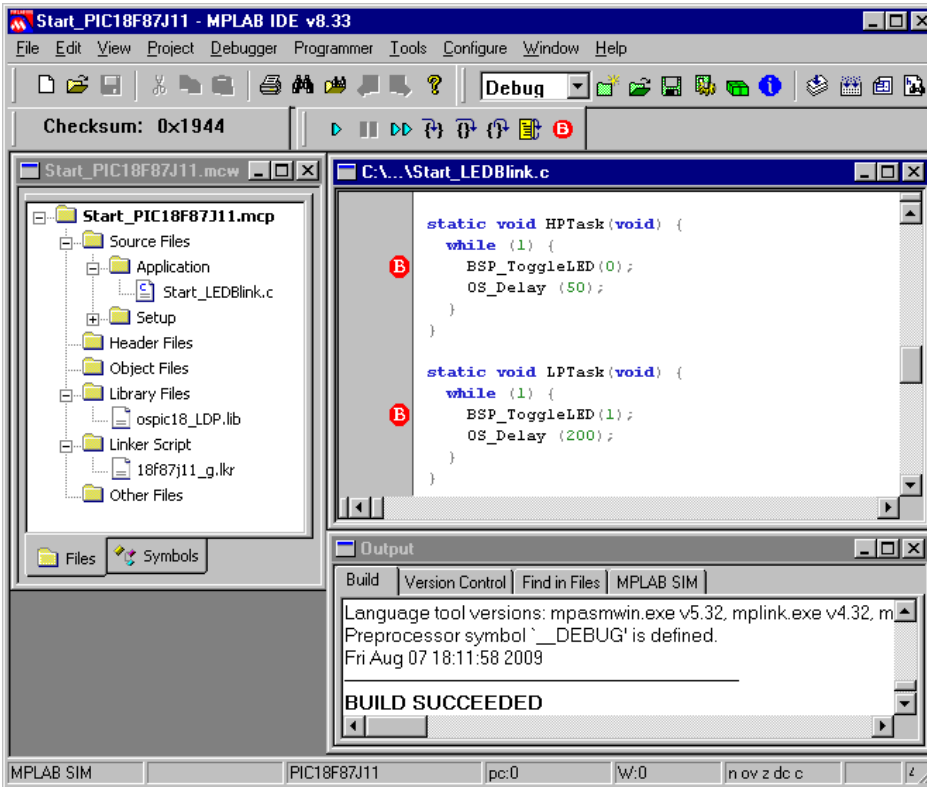 Start_PIC18F87J11 - MPLAB IDE v8.33
File Edit View Project Debugger Programmer Tools Configure Window Help
Debug
Checksum: 0x1944
B
Start_PIC18F87J11.mcw
Start_PIC18F87J11.mcp
Source Files
Application
Start_LEDBlink.c
Setup
Header Files
Object Files
Library Files
ospic18_LDP.lib
Linker Script
18f87j11_g.lkr
Other Files
Files Symbols
C:\...\Start_LEDBlink.c
static void HPTask(void) {
while (1) {
B BSP_ToggleLED(0);
OS_Delay (50);
}
}
static void LPTask(void) {
while (1) {
B BSP_ToggleLED(1);
OS_Delay (200);
}
}
Output
Build Version Control Find in Files MPLAB SIM
Language tool versions: mpasmwin.exe v5.32, mplink.exe v4.32, m
Preprocessor symbol `__DEBUG' is defined.
Fri Aug 07 18:11:58 2009
BUILD SUCCEEDED
MPLAB SIM PIC18F87J11 pc:0 W:0 n ov z dc c